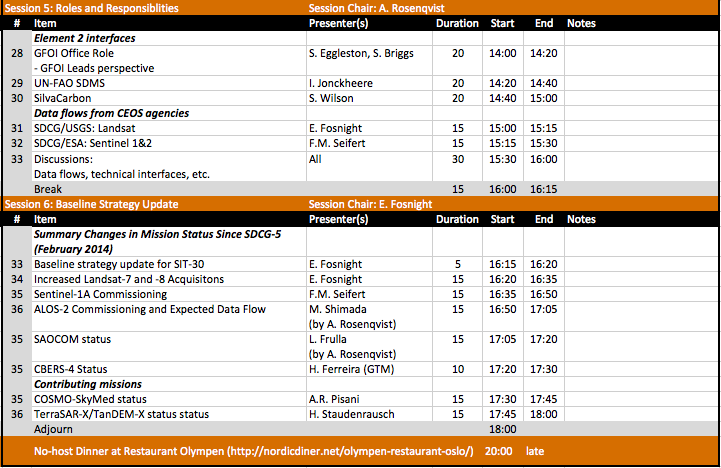 Session 5: Roles and Responsiblities Session Chair: A. Rosenqvist
# Item Presenter(s) Duration Start End Notes
Element 2 interfaces
28 GFOI Office Role S. Eggleston, S. Briggs 20 14:00 14:20
- GFOI Leads perspective
29 UN-FAO SDMS I. Jonckheere 20 14:20 14:40
30 SilvaCarbon S. Wilson 20 14:40 15:00
Data flows from CEOS agencies
31 SDCG/USGS: Landsat E. Fosnight 15 15:00 15:15
32 SDCG/ESA: Sentinel 1&2 F.M. Seifert 15 15:15 15:30
33 Discussions: All 30 15:30 16:00
Data flows, technical interfaces, etc.
Break 15 16:00 16:15
Session 6: Baseline Strategy Update Session Chair: E. Fosnight
# Item Presenter(s) Duration Start End Notes
Summary Changes in Mission Status Since SDCG-5
(February 2014)
33 Baseline strategy update for SIT-30 E. Fosnight 5 16:15 16:20
34 Increased Landsat-7 and -8 Acquisitons E. Fosnight 15 16:20 16:35
35 Sentinel-1A Commissioning F.M. Seifert 15 16:35 16:50
36 ALOS-2 Commissioning and Expected Data Flow M. Shimada 15 16:50 17:05
(by A. Rosenqvist)
35 SAOCOM status L. Frulla 15 17:05 17:20
(by A. Rosenqvist)
35 CBERS-4 Status H. Ferreira (GTM) 10 17:20 17:30
Contributing missions
35 COSMO-SkyMed status A.R. Pisani 15 17:30 17:45
36 TerraSAR-X/TanDEM-X status status H. Staudenrausch 15 17:45 18:00
Adjourn 18:00
No-host Dinner at Restaurant Olympen (http://nordicdiner.net/olympen-restaurant-oslo/) 20:00 late